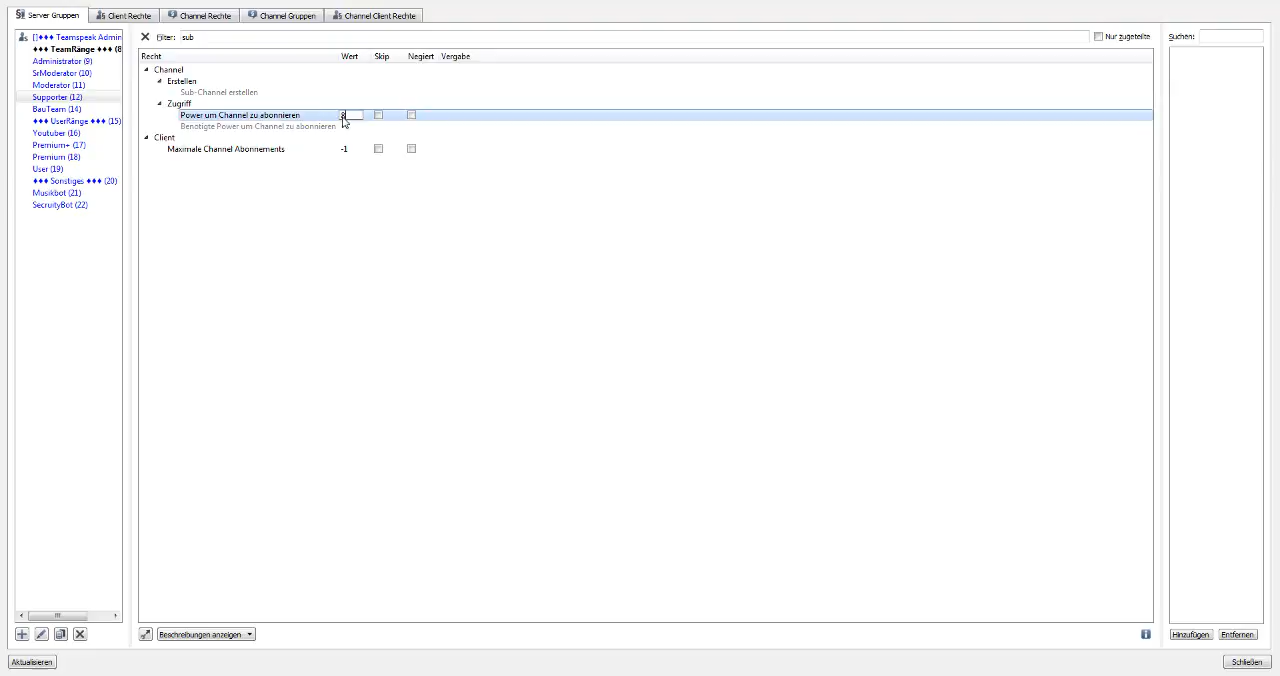 Server Gruppen
Client Rechte
Channel Rechte
Channel Gruppen
Channel Client Rechte
[]♦♦♦ Teamspeak Admin
♦♦♦ TeamRänge ♦♦♦ (8
Administrator (9)
SrModerator (10)
Moderator (11)
Supporter (12)
BauTeam (14)
♦♦♦ UserRänge ♦♦♦ (15)
Youtuber (16)
Premium+ (17)
Premium (18)
User (19)
♦♦♦ Sonstiges ♦♦♦ (20)
Musikbot (21)
SecruityBot (22)
Filter: sub
Nur zugeteilte
Recht Wert Skip Negiert Vergabe
Channel
Erstellen
Sub-Channel erstellen
Zugriff
Power um Channel zu abonnieren
Benötigte Power um Channel zu abonnieren
Client
Maximale Channel Abonnements -1
Beschreibungen anzeigen
Suchen:
Hinzufügen
Entfernen
Aktualisieren
Schließen